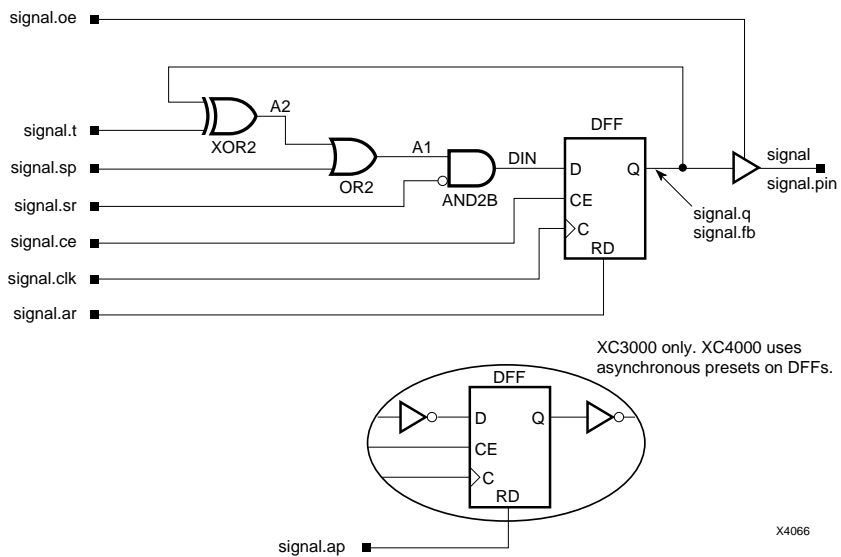 signal.oe
A2
DFF
signal.t
XOR2
A1
signal
signal.sp
OR2
DIN
D
Q
signal.pin
signal.sr
AND2B
CE
signal.q
signal.fb
signal.ce
C
signal.clk
RD
signal.ar
XC3000 only. XC4000 uses
asynchronous presets on DFFs.
DFF
D
Q
CE
C
RD
signal.ap
X4066